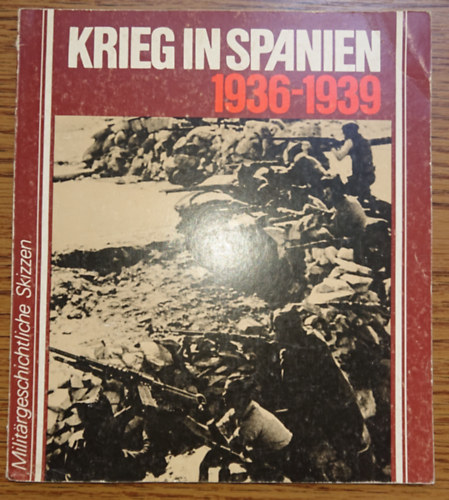 KRIEG IN SPANIEN
1936-1939
Militärgeschichtliche Skizzen